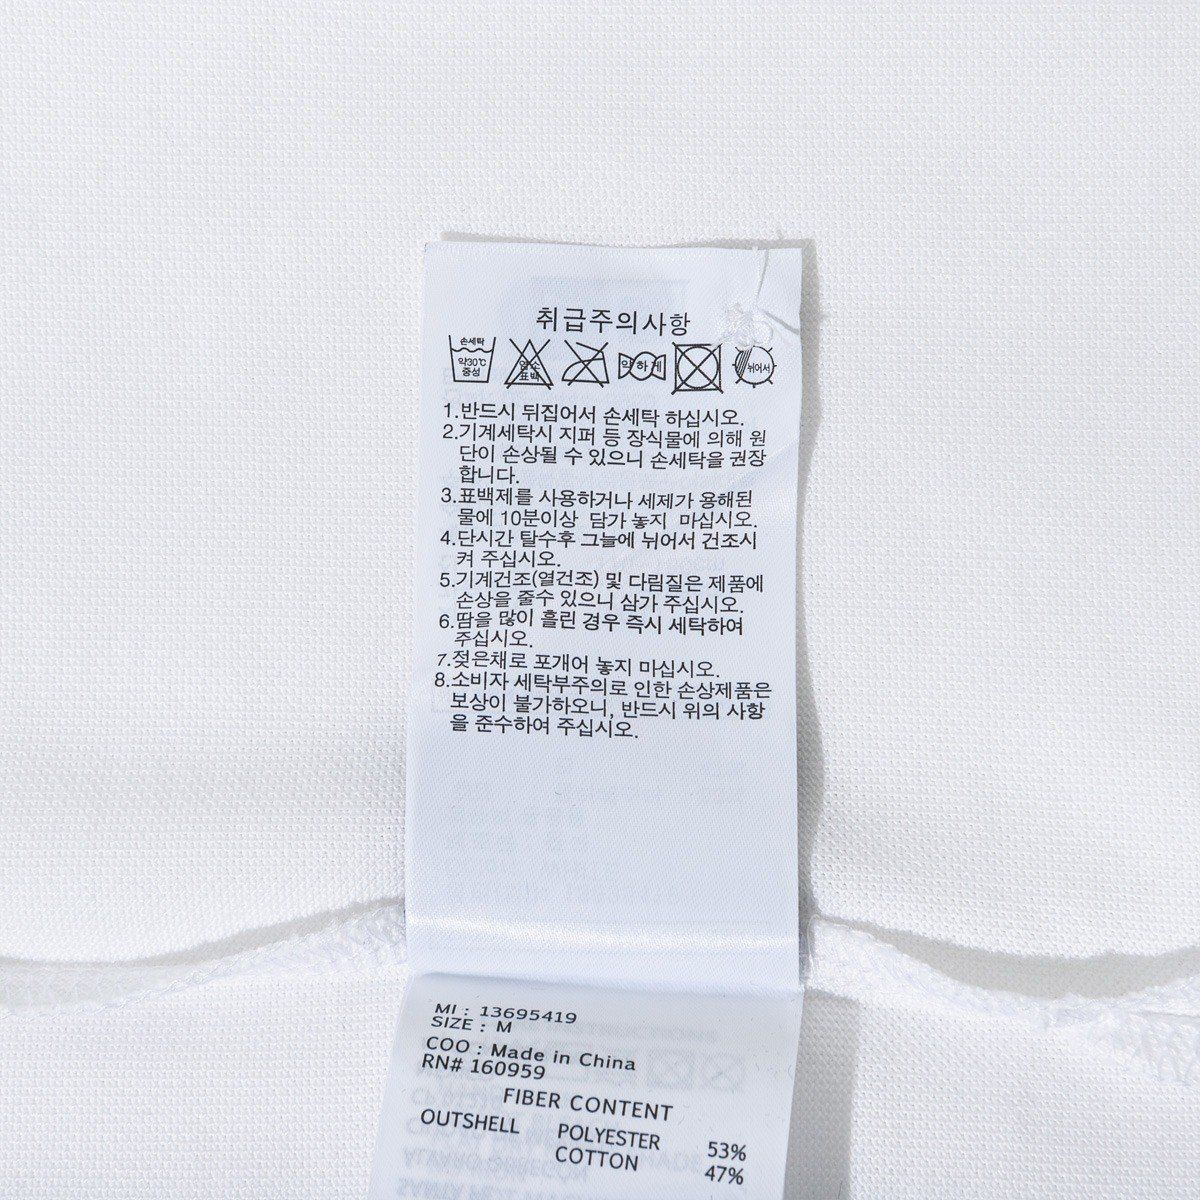 취급주의사항
손세탁
약30℃
중성
염소
표백
약하게
뉘어서
1.반드시 뒤집어서 손세탁 하십시오.
2.기계세탁시 지퍼 등 장식물에 의해 원
단이 손상될 수 있으니 손세탁을 권장
합니다.
3.표백제를 사용하거나 세제가 용해된
물에 10분이상 담가 놓지 마십시오.
4.단시간 탈수후 그늘에 뉘어서 건조시
켜 주십시오.
5.기계건조(열건조) 및 다림질은 제품에
손상을 줄수 있으니 삼가 주십시오.
6.땀을 많이 흘린 경우 즉시 세탁하여
주십시오.
7.젖은채로 포개어 놓지 마십시오.
8.소비자 세탁부주의로 인한 손상제품은
보상이 불가하오니, 반드시 위의 사항
을 준수하여 주십시오.
MI : 13695419
SIZE : M
COO : Made in China
RN# 160959
FIBER CONTENT
OUTSHELL POLYESTER 53%
COTTON 47%